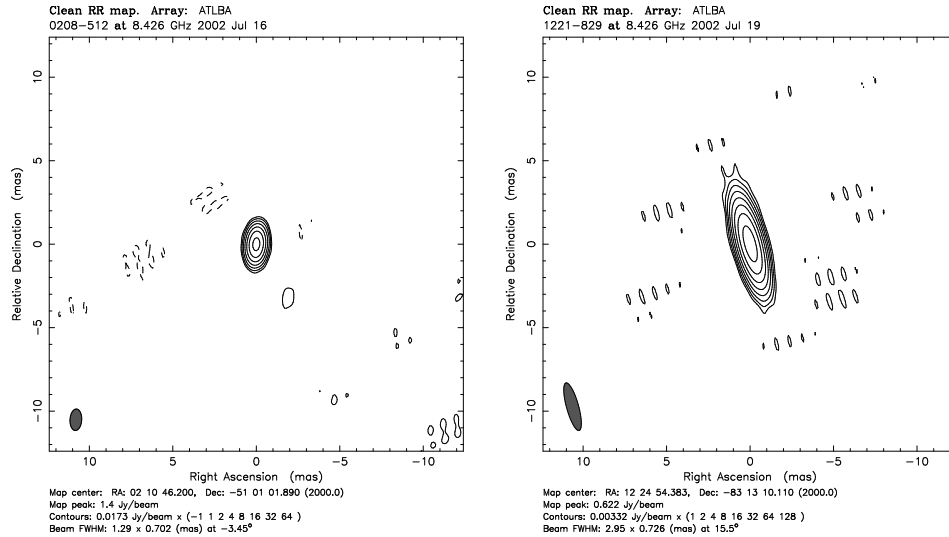 Clean RR map. Array: ATLBA
0208-512 at 8.426 GHz 2002 Jul 16
10
5
0
-5
-10
Relative Declination (mas)
10 5 0 -5 -10
Right Ascension (mas)
Map center: RA: 02 10 46.200, Dec: -51 01 01.890 (2000.0)
Map peak: 1.4 Jy/beam
Contours: 0.0173 Jy/beam x (-1 1 2 4 8 16 32 64 )
Beam FWHM: 1.29 x 0.702 (mas) at -3.45°
Clean RR map. Array: ATLBA
1221-829 at 8.426 GHz 2002 Jul 19
10
5
0
-5
-10
Relative Declination (mas)
10 5 0 -5 -10
Right Ascension (mas)
Map center: RA: 12 24 54.383, Dec: -83 13 10.110 (2000.0)
Map peak: 0.622 Jy/beam
Contours: 0.00332 Jy/beam x (1 2 4 8 16 32 64 128 )
Beam FWHM: 2.95 x 0.726 (mas) at 15.5°